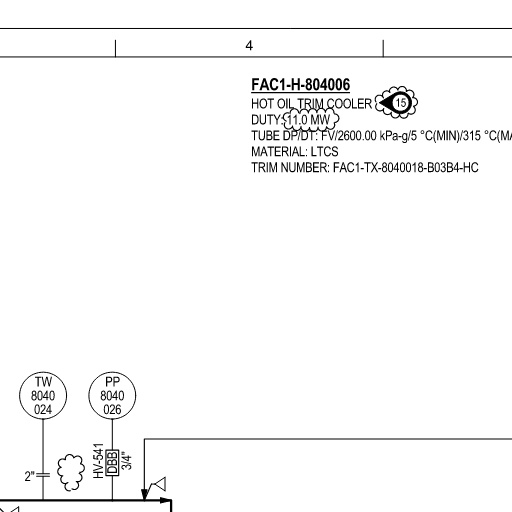 4
FAC1-H-804006
HOT OIL TRIM COOLER 15
DUTY: 11.0 MW
TUBE DP/DT: FV/2600.00 kPa-g/5 °C(MIN)/315 °C(MA
MATERIAL: LTCS
TRIM NUMBER: FAC1-TX-8040018-B03B4-HC
TW
8040
024
PP
8040
026
2"
HV-541
DBB
3/4"